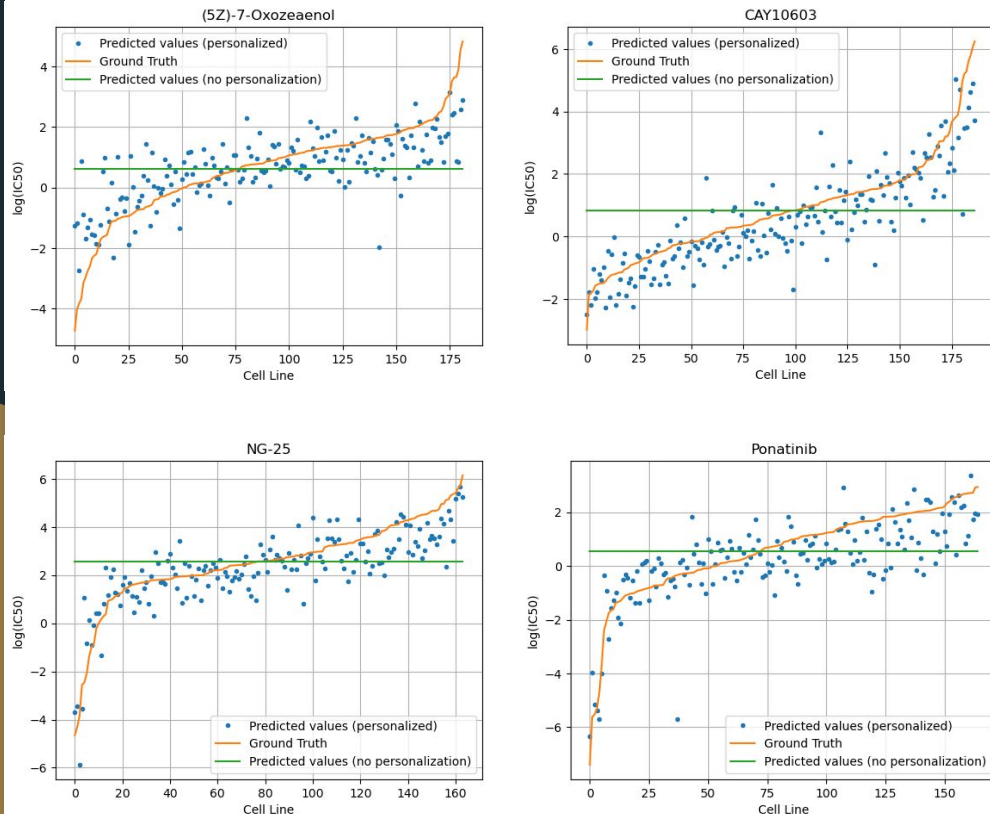 (5Z)-7-Oxozeaenol
Predicted values (personalized)
Ground Truth
Predicted values (no personalization)
log(IC50)
4
2
0
−2
−4
0 25 50 75 100 125 150 175
Cell Line
CAY10603
Predicted values (personalized)
Ground Truth
Predicted values (no personalization)
log(IC50)
6
4
2
0
−2
0 25 50 75 100 125 150 175
Cell Line
NG-25
log(IC50)
6
4
2
0
−2
−4
−6
Predicted values (personalized)
Ground Truth
Predicted values (no personalization)
0 20 40 60 80 100 120 140 160
Cell Line
Ponatinib
log(IC50)
2
0
−2
−4
−6
Predicted values (personalized)
Ground Truth
Predicted values (no personalization)
0 25 50 75 100 125 150
Cell Line